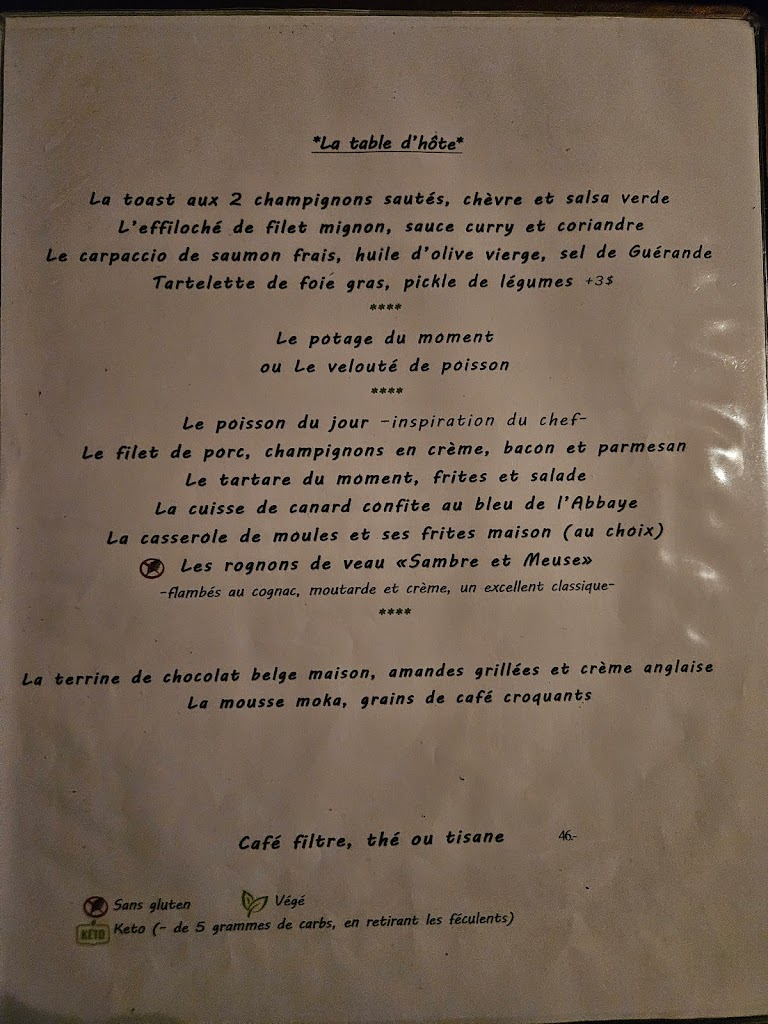 *La table d'hôte*
La toast aux 2 champignons sautés, chèvre et salsa verde
L'effiloché de filet mignon, sauce curry et coriandre
Le carpaccio de saumon frais, huile d'olive vierge, sel de Guérande
Tartelette de foie gras, pickle de légumes +3$
****
Le potage du moment
ou Le velouté de poisson
****
Le poisson du jour -inspiration du chef-
Le filet de porc, champignons en crème, bacon et parmesan
Le tartare du moment, frites et salade
La cuisse de canard confite au bleu de l'Abbaye
La casserole de moules et ses frites maison (au choix)
Les rognons de veau «Sambre et Meuse»
-flambés au cognac, moutarde et crème, un excellent classique-
****
La terrine de chocolat belge maison, amandes grillées et crème anglaise
La mousse moka, grains de café croquants
Café filtre, thé ou tisane 46.-
Sans gluten Végé
KETO Keto (- de 5 grammes de carbs, en retirant les féculents)